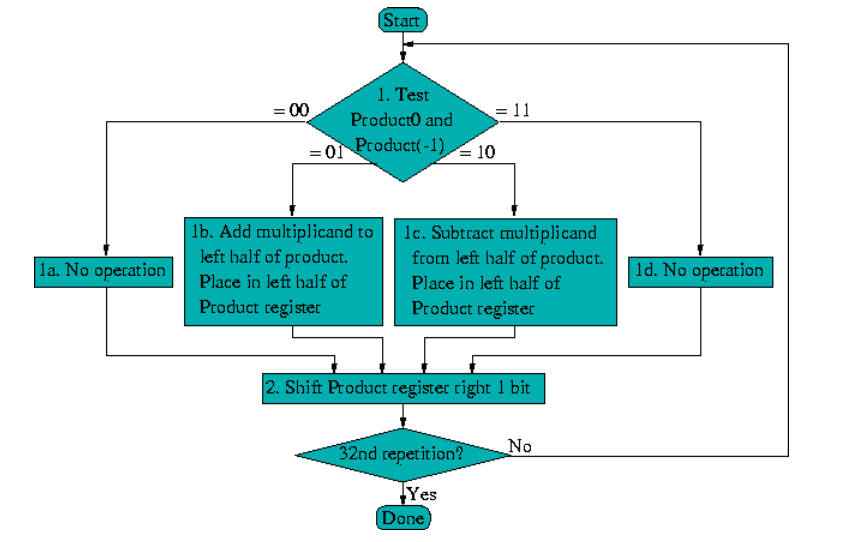 Start
1. Test
Product0 and
Product(-1)
= 00
= 11
= 01
= 10
1a. No operation
1b. Add multiplicand to
left half of product.
Place in left half of
Product register
1c. Subtract multiplicand
from left half of product.
Place in left half of
Product register
1d. No operation
2. Shift Product register right 1 bit
32nd repetition?
No
Yes
Done